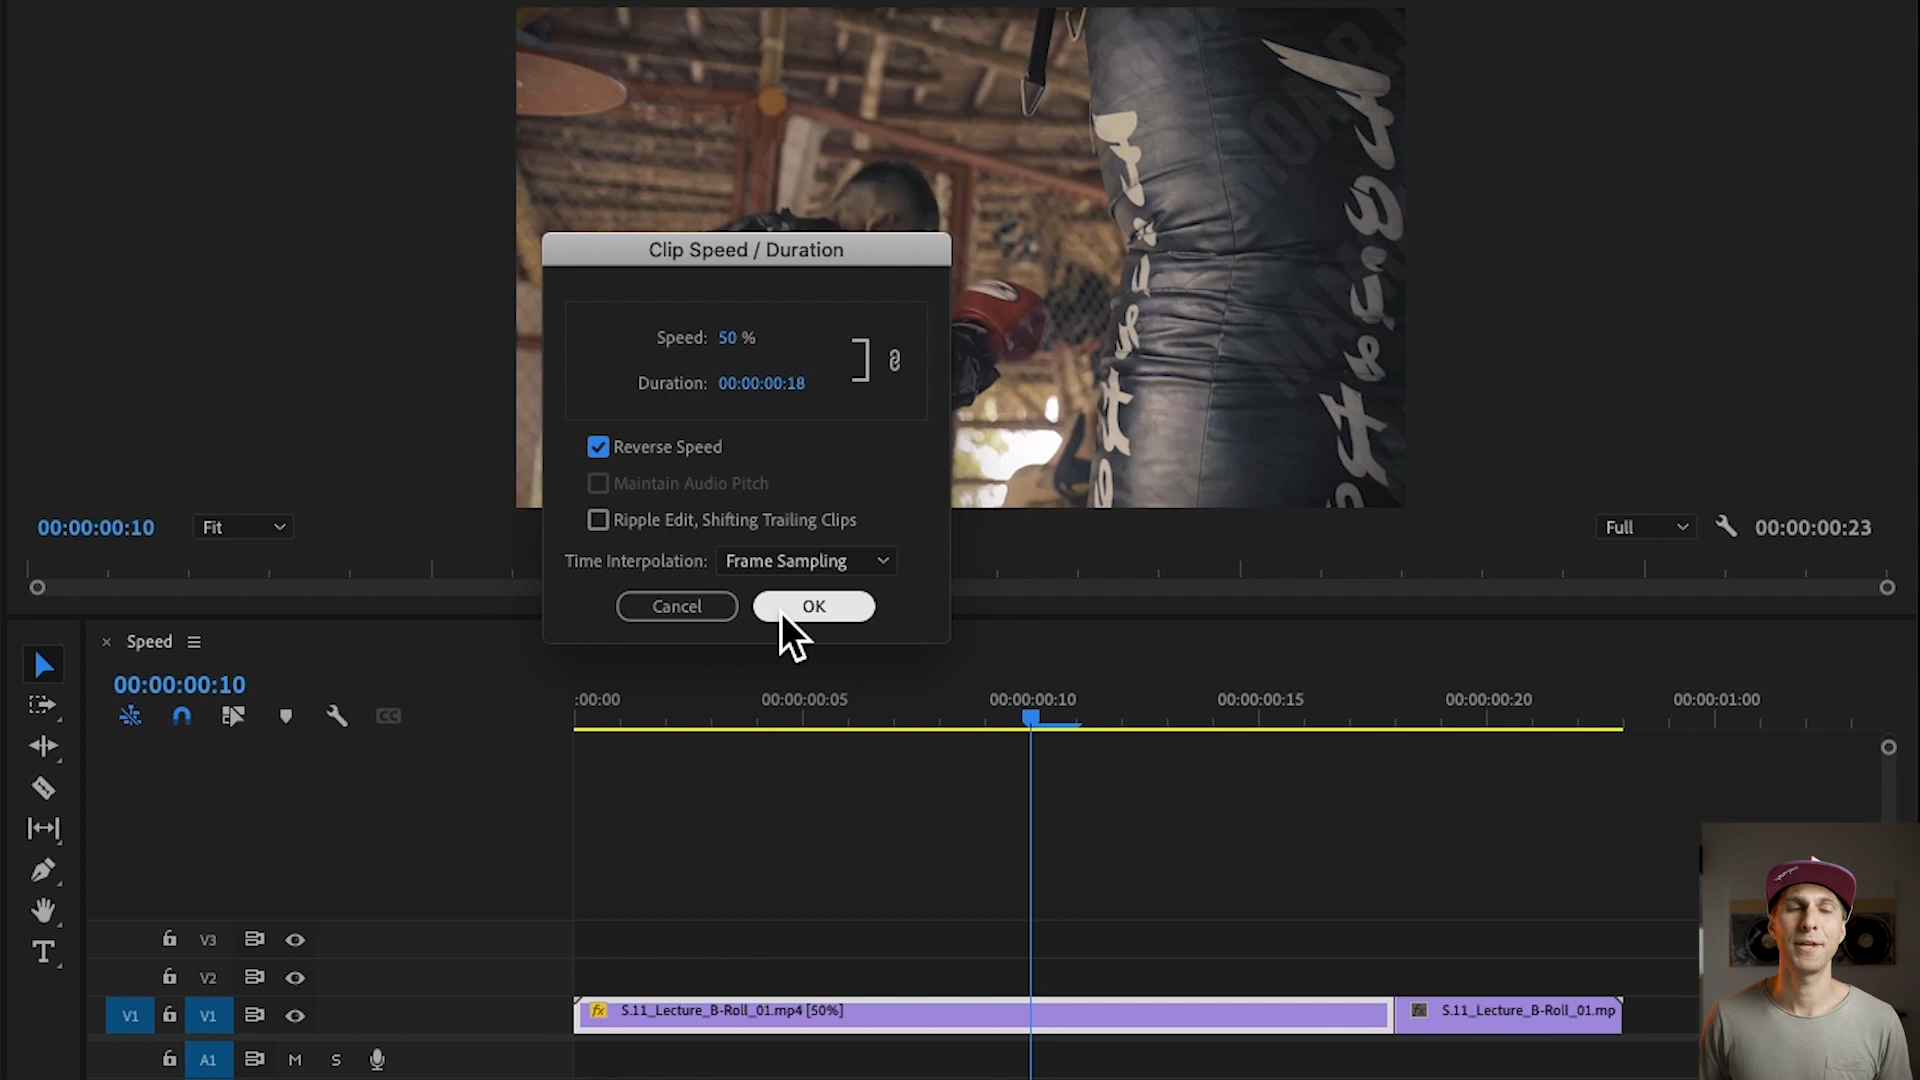 Clip Speed / Duration
Speed: 50 %
Duration: 00:00:00:18
Reverse Speed
Maintain Audio Pitch
Ripple Edit, Shifting Trailing Clips
Time Interpolation: Frame Sampling
Cancel OK
00:00:00:10 Fit
Full 00:00:00:23
× Speed
00:00:00:10
:00:00 00:00:00:05 00:00:00:10 00:00:00:15 00:00:00:20 00:00:01:00
CC
T
V3
V2
V1 V1 fx S.11_Lecture_B-Roll_01.mp4 [50%] fx S.11_Lecture_B-Roll_01.mp
A1 M S